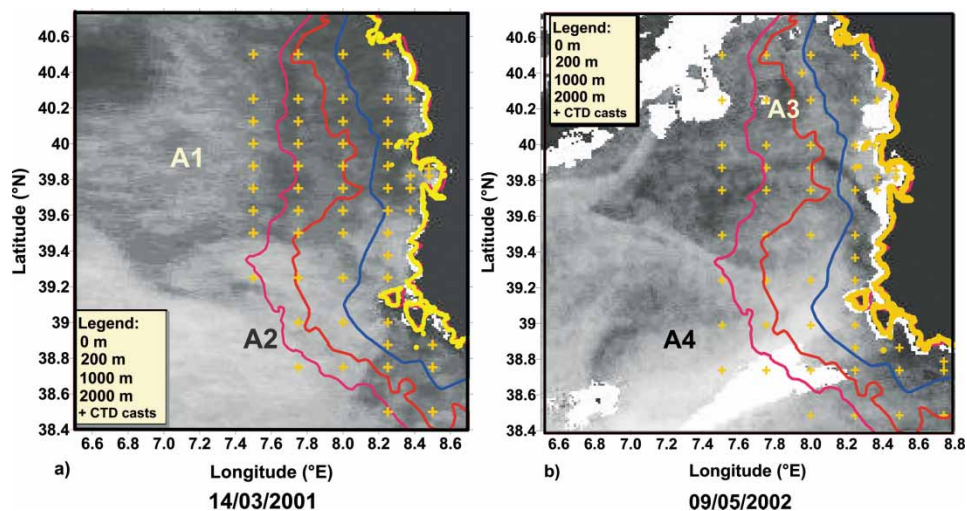 40.6
40.4
40.2
40
39.8
39.6
39.4
39.2
39
38.8
38.6
38.4
Latitude (°N)
A1
A2
Legend:
0 m
200 m
1000 m
2000 m
+ CTD casts
6.6 6.8 7.0 7.2 7.4 7.6 7.8 8.0 8.2 8.4 8.6
Longitude (°E)
a)
14/03/2001
40.6
40.4
40.2
40
39.8
39.6
39.4
39.2
39
38.8
38.6
38.4
Latitude (°N)
Legend:
0 m
200 m
1000 m
2000 m
+ CTD casts
A3
A4
6.6 6.8 7.0 7.2 7.4 7.6 7.8 8.0 8.2 8.4 8.6 8.8
Longitude (°E)
b)
09/05/2002